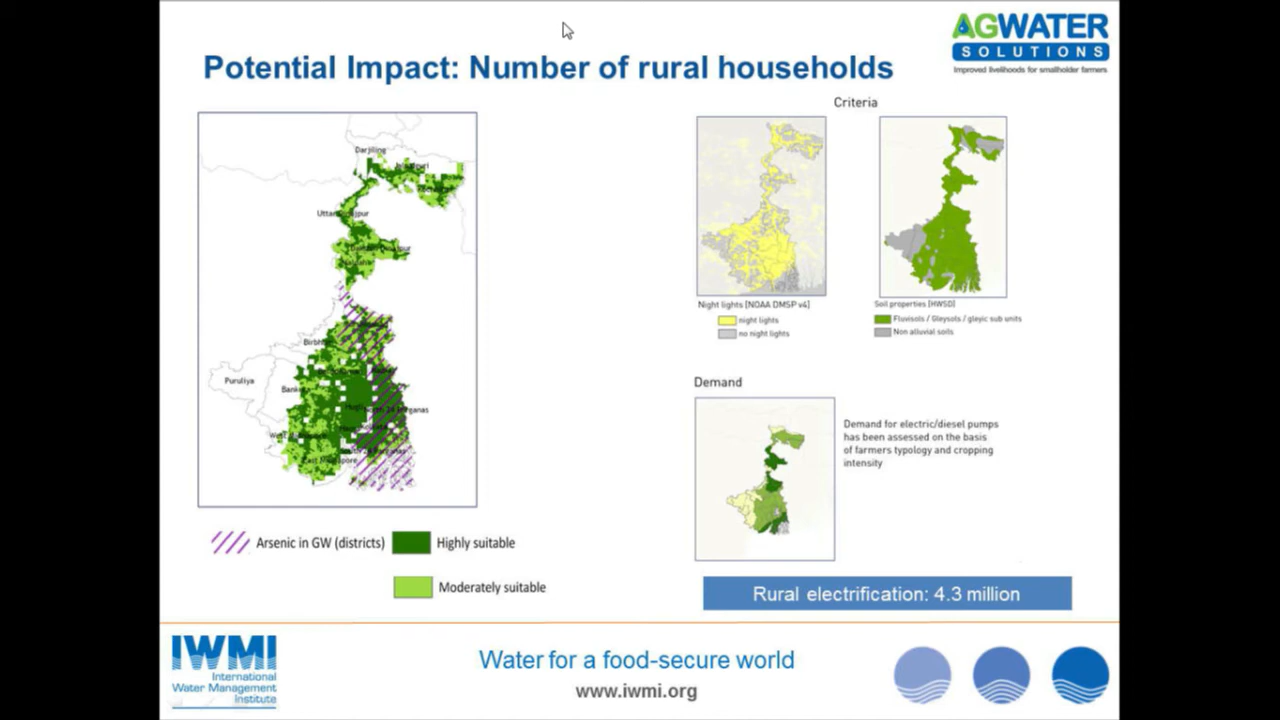 AGWATER
SOLUTIONS
Improved livelihoods for smallholder farmers
Potential Impact: Number of rural households
Criteria
Darjiling
Puruliya
Night lights [NOAA DMSP v4]
night lights
no night lights
Soil properties [HWSD]
Fluvisols / Gleysols / gleyic sub units
Non alluvial soils
Demand
Demand for electric/diesel pumps
has been assessed on the basis
of farmers typology and cropping
intensity
Arsenic in GW (districts)
Highly suitable
Moderately suitable
Rural electrification: 4.3 million
IWMI
International
Water Management
Institute
Water for a food-secure world
www.iwmi.org